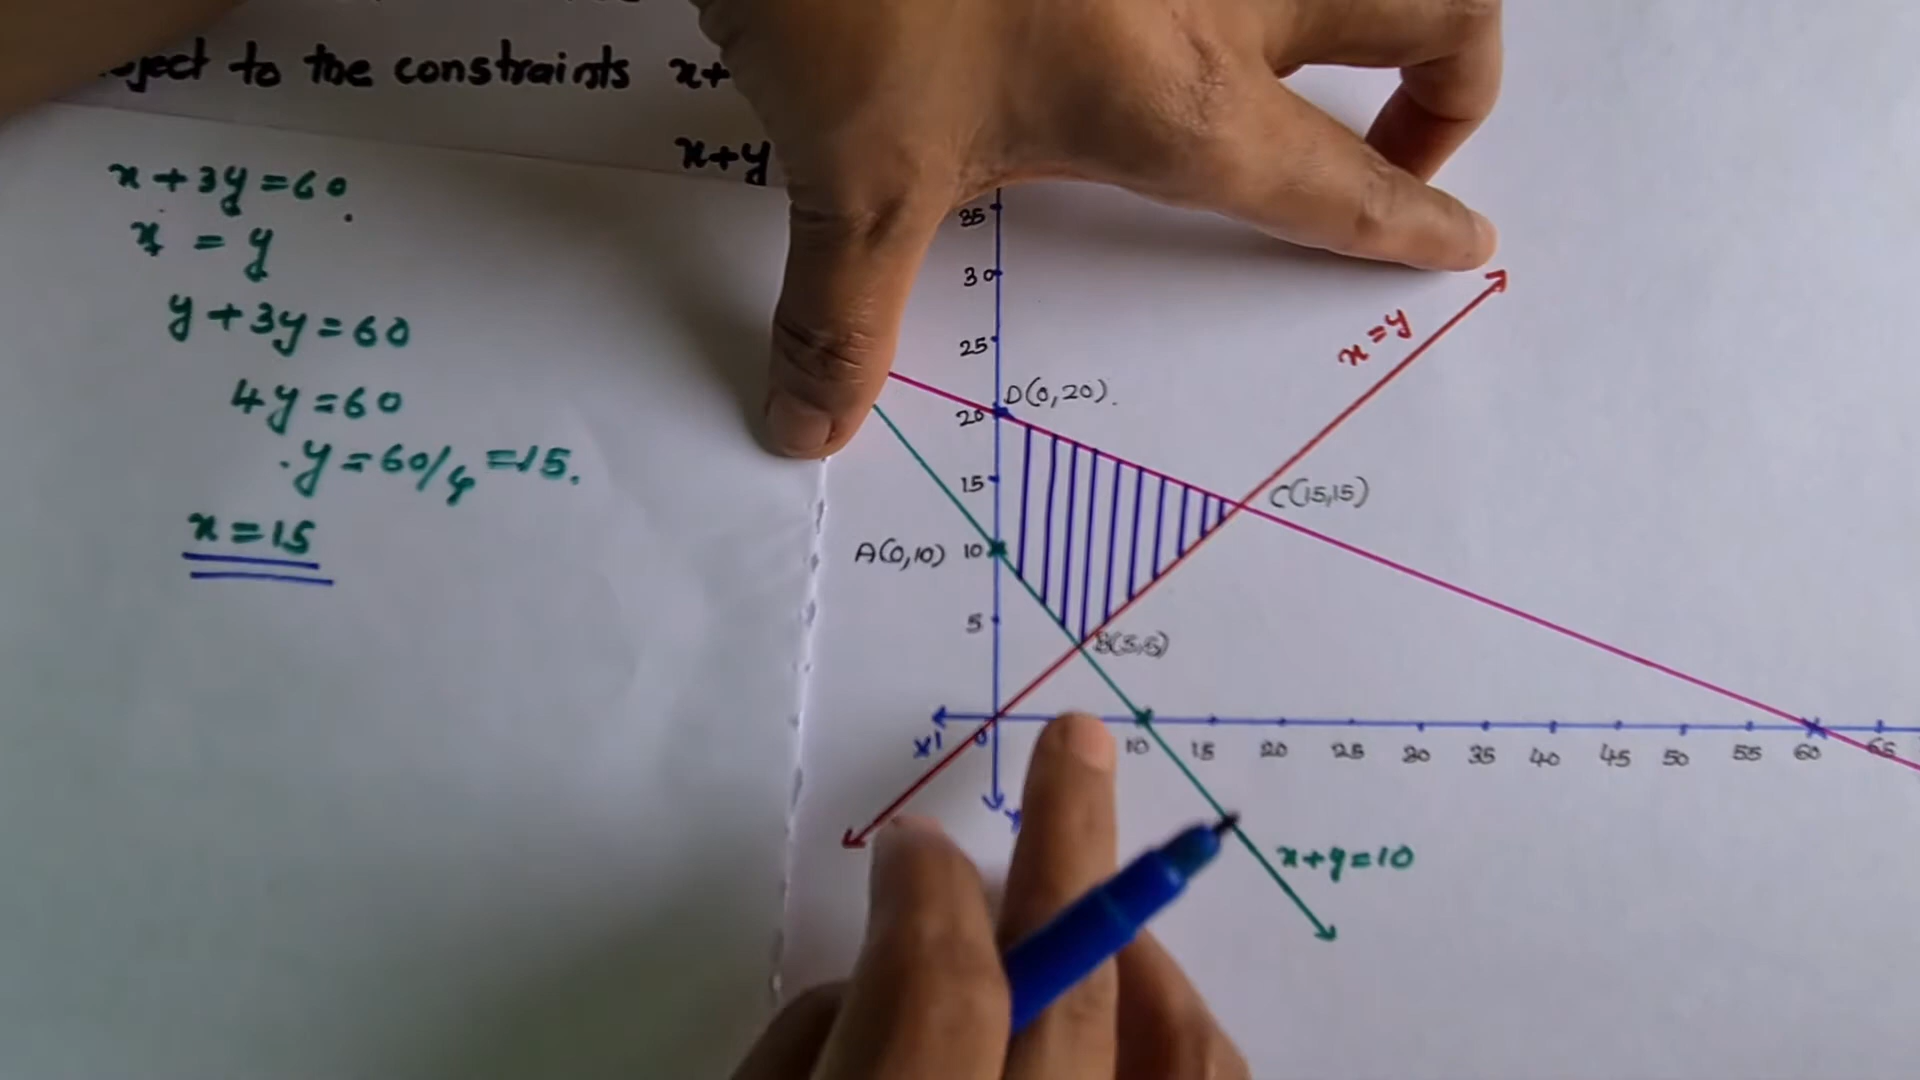 to the constraints x+
x+y
x+3y=60.
x = y
y+3y=60
4y=60
.y=60/4=15.
x=15
35
30
25
20
15
10
5
D(0,20).
x=y
C(15,15)
A(0,10)
B(5,5)
X'
0
10 15 20 25 30 35 40 45 50 55 60 65
x+y=10